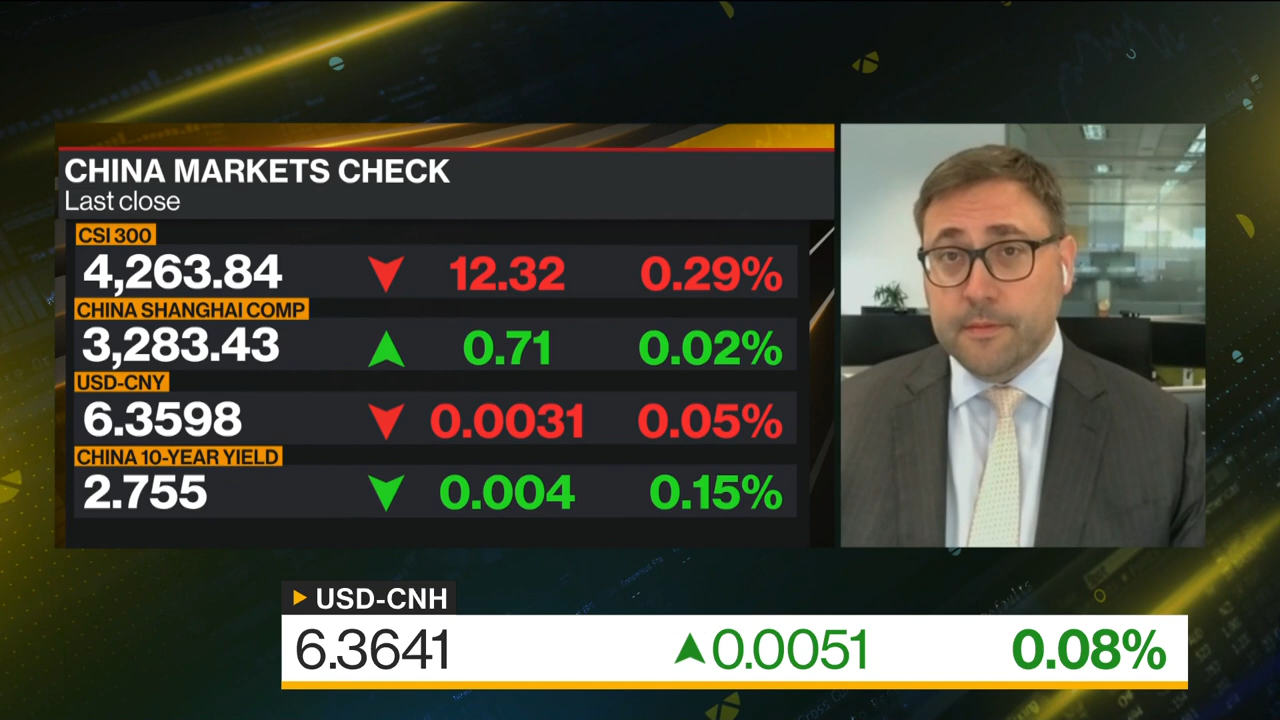 CHINA MARKETS CHECK
Last close
CSI 300
4,263.84 12.32 0.29%
CHINA SHANGHAI COMP
3,283.43 0.71 0.02%
USD-CNY
6.3598 0.0031 0.05%
CHINA 10-YEAR YIELD
2.755 0.004 0.15%
USD-CNH
6.3641 0.0051 0.08%